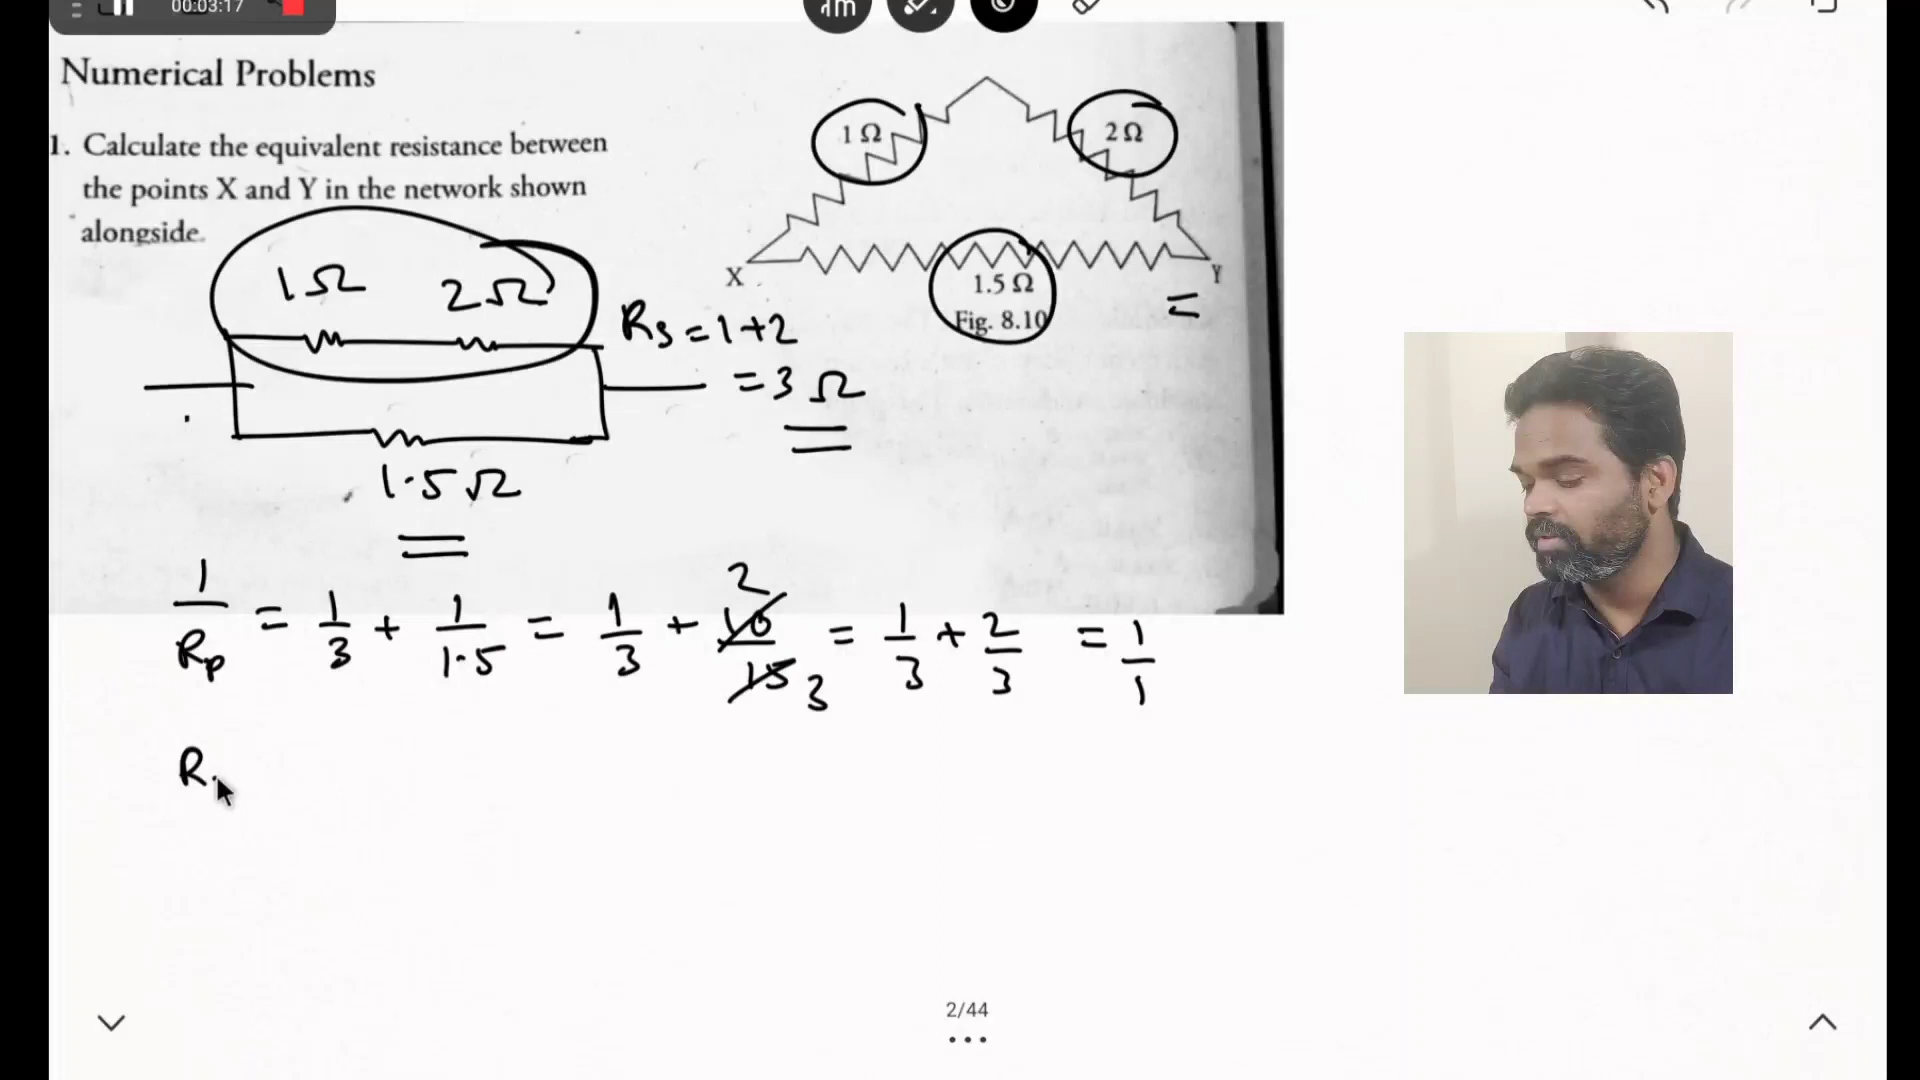 00:03:17
Numerical Problems
1. Calculate the equivalent resistance between
the points X and Y in the network shown
alongside.
1 Ω
2 Ω
X
Y
1.5 Ω
Fig. 8.10
=
1Ω 2Ω
Rs = 1+2
= 3 Ω
1.5 Ω
1/Rp = 1/3 + 1/1.5 = 1/3 + 10/15 2 3 = 1/3 + 2/3 = 1/1
R
2/44